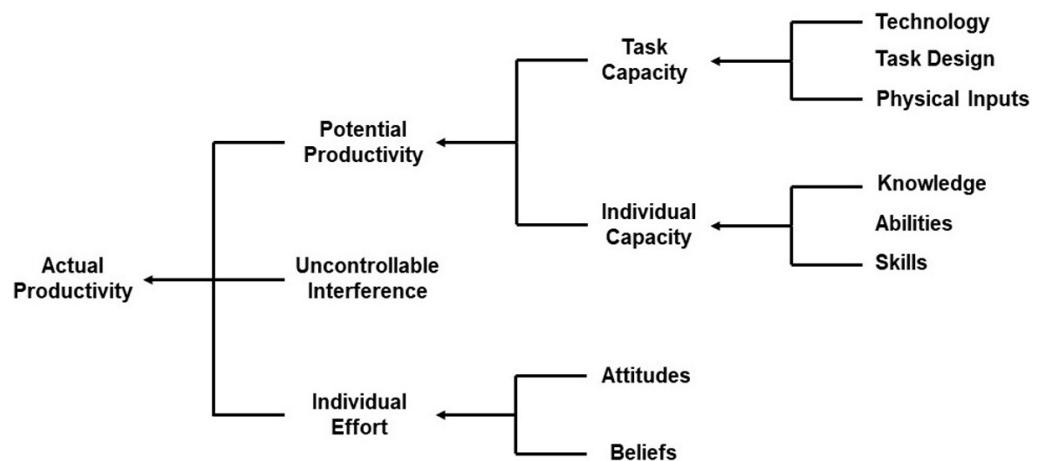 Technology
Task
Capacity
Task Design
Physical Inputs
Potential
Productivity
Knowledge
Individual
Capacity
Abilities
Skills
Actual
Productivity
Uncontrollable
Interference
Attitudes
Individual
Effort
Beliefs